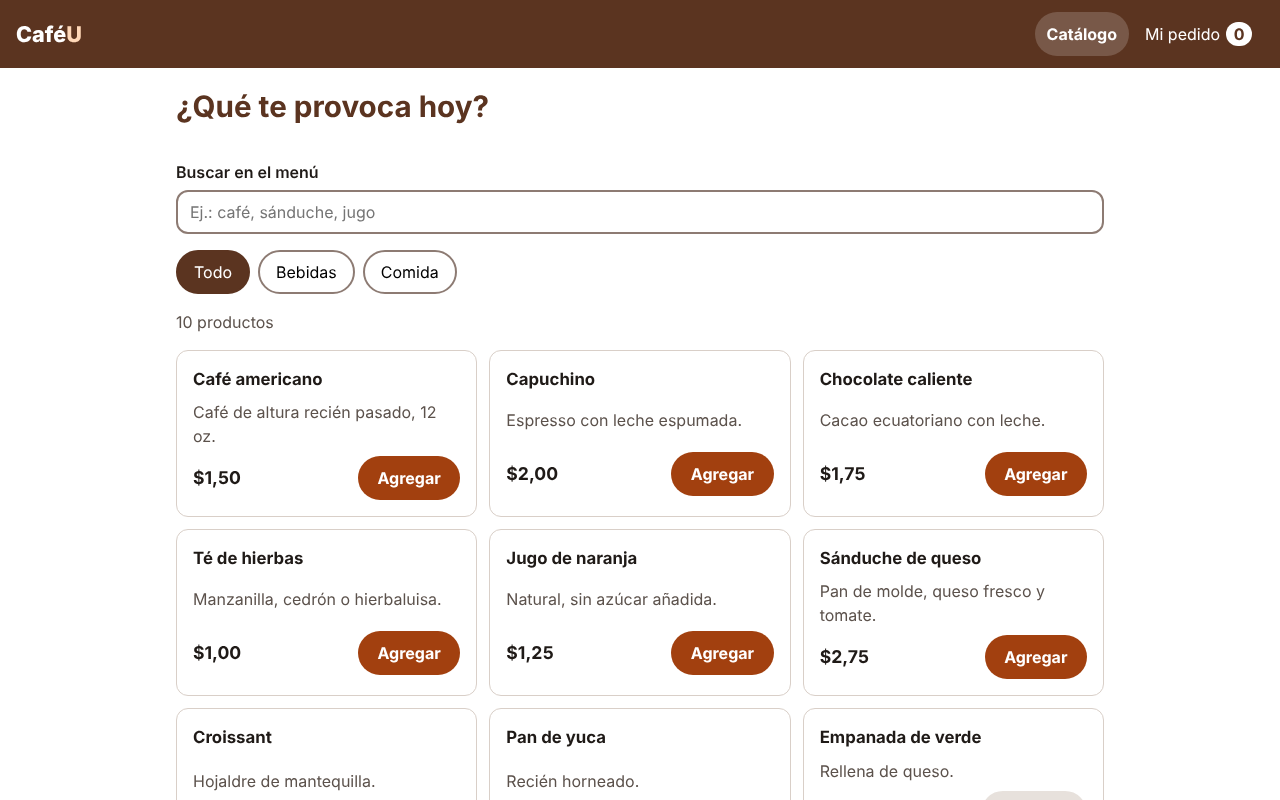 CaféU
Catálogo
Mi pedido 0
¿Qué te provoca hoy?
Buscar en el menú
Ej.: café, sánduche, jugo
Todo
Bebidas
Comida
10 productos
Café americano
Café de altura recién pasado, 12
oz.
$1,50
Agregar
Capuchino
Espresso con leche espumada.
$2,00
Agregar
Chocolate caliente
Cacao ecuatoriano con leche.
$1,75
Agregar
Té de hierbas
Manzanilla, cedrón o hierbaluisa.
$1,00
Agregar
Jugo de naranja
Natural, sin azúcar añadida.
$1,25
Agregar
Sánduche de queso
Pan de molde, queso fresco y
tomate.
$2,75
Agregar
Croissant
Hojaldre de mantequilla.
Pan de yuca
Recién horneado.
Empanada de verde
Rellena de queso.